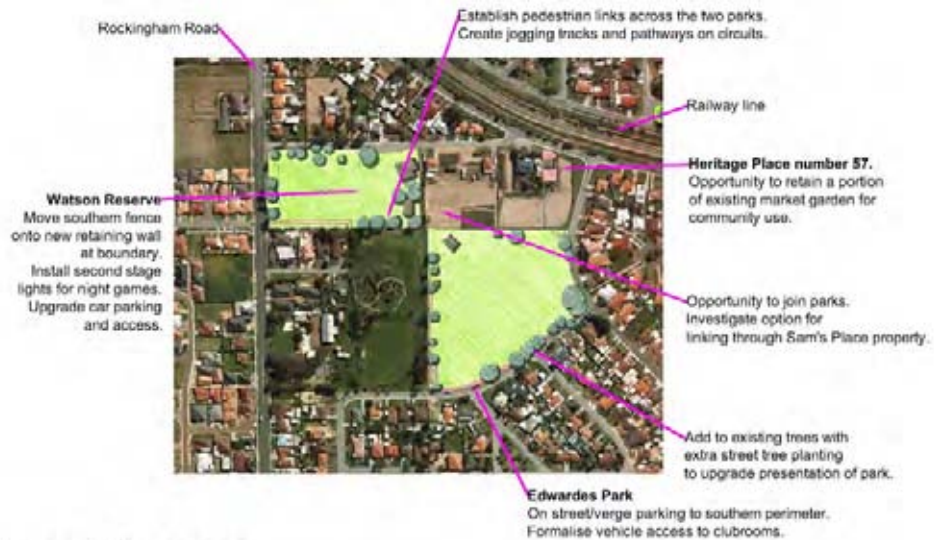 Rockingham Road
Establish pedestrian links across the two parks.
Create jogging tracks and pathways on circuits.
Railway line
Heritage Place number 57.
Opportunity to retain a portion
of existing market garden for
community use.
Watson Reserve
Move southern fence
onto new retaining wall
at boundary.
Install second stage
lights for night games.
Upgrade car parking
and access.
Opportunity to join parks.
Investigate option for
linking through Sam's Place property.
Add to existing trees with
extra street tree planting
to upgrade presentation of park.
Edwardes Park
On street/verge parking to southern perimeter.
Formalise vehicle access to clubrooms.